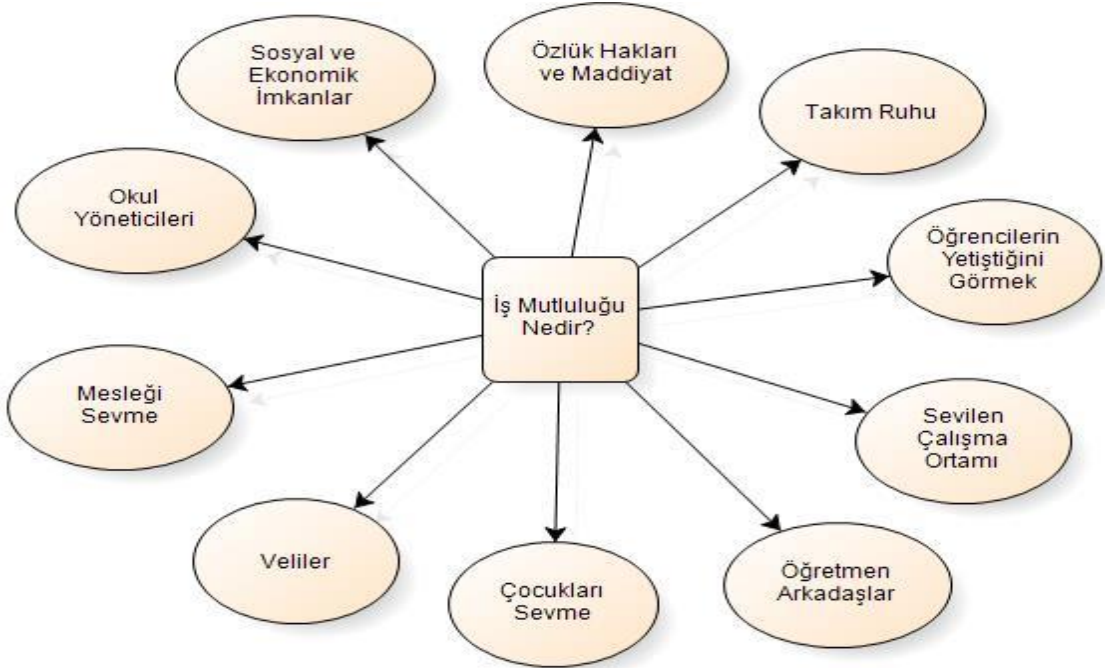 Sosyal ve
Ekonomik
İmkanlar
Özlük Hakları
ve Maddiyat
Takım Ruhu
Okul
Yöneticileri
Öğrencilerin
Yetiştiğini
Görmek
İş Mutluluğu
Nedir?
Mesleği
Sevme
Sevilen
Çalışma
Ortamı
Veliler
Çocukları
Sevme
Öğretmen
Arkadaşlar